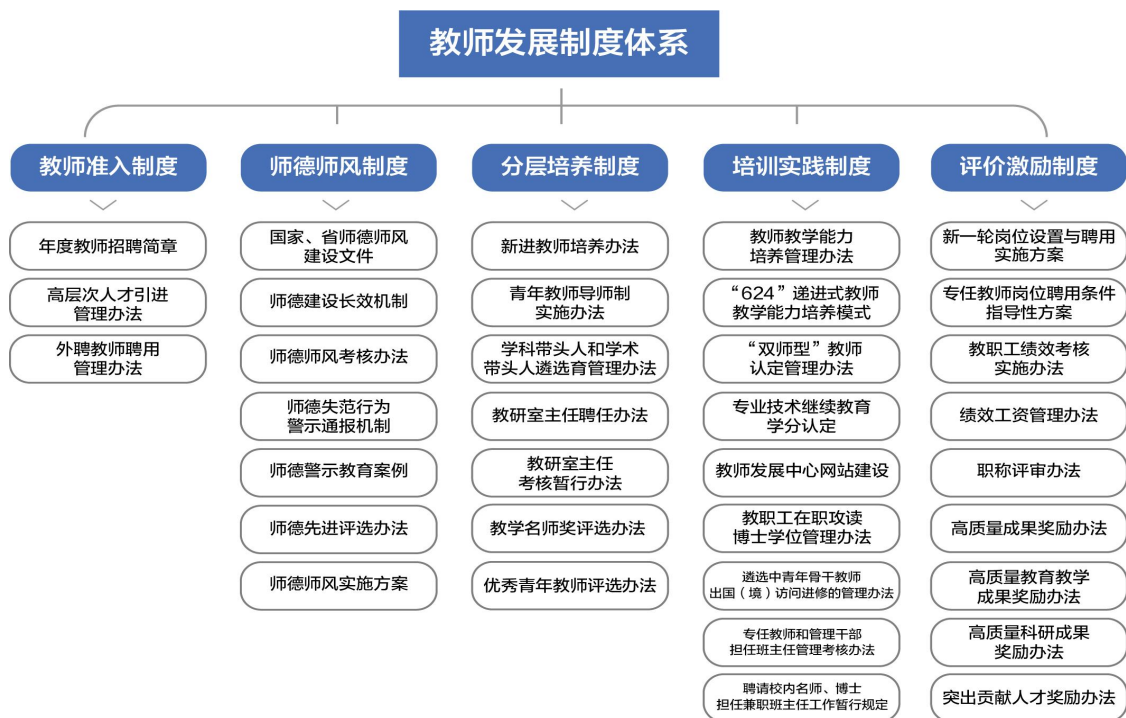 教师发展制度体系
教师准入制度
年度教师招聘简章
高层次人才引进
管理办法
外聘教师聘用
管理办法
师德师风制度
国家、省师德师风
建设文件
师德建设长效机制
师德师风考核办法
师德失范行为
警示通报机制
师德警示教育案例
师德先进评选办法
师德师风实施方案
分层培养制度
新进教师培养办法
青年教师导师制
实施办法
学科带头人和学术
带头人遴选育管理办法
教研室主任聘任办法
教研室主任
考核暂行办法
教学名师奖评选办法
优秀青年教师评选办法
培训实践制度
教师教学能力
培养管理办法
“624”递进式教师
教学能力培养模式
“双师型”教师
认定管理办法
专业技术继续教育
学分认定
教师发展中心网站建设
教职工在职攻读
博士学位管理办法
遴选中青年骨干教师
出国（境）访问进修的管理办法
专任教师和管理干部
担任班主任管理考核办法
聘请校内名师、博士
担任兼职班主任工作暂行规定
评价激励制度
新一轮岗位设置与聘用
实施方案
专任教师岗位聘用条件
指导性方案
教职工绩效考核
实施办法
绩效工资管理办法
职称评审办法
高质量成果奖励办法
高质量教育教学
成果奖励办法
高质量科研成果
奖励办法
突出贡献人才奖励办法